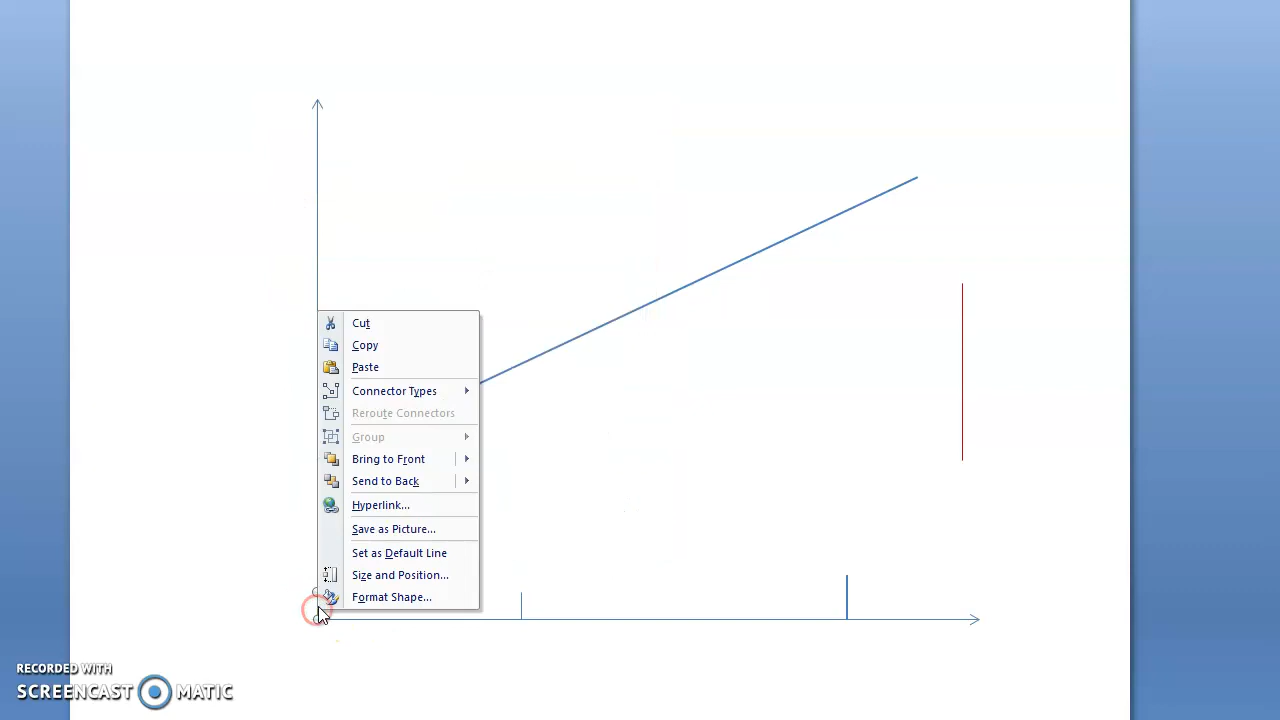 Cut
Copy
Paste
Connector Types
Reroute Connectors
Group
Bring to Front
Send to Back
Hyperlink...
Save as Picture...
Set as Default Line
Size and Position...
Format Shape...
RECORDED WITH
SCREENCAST MATIC